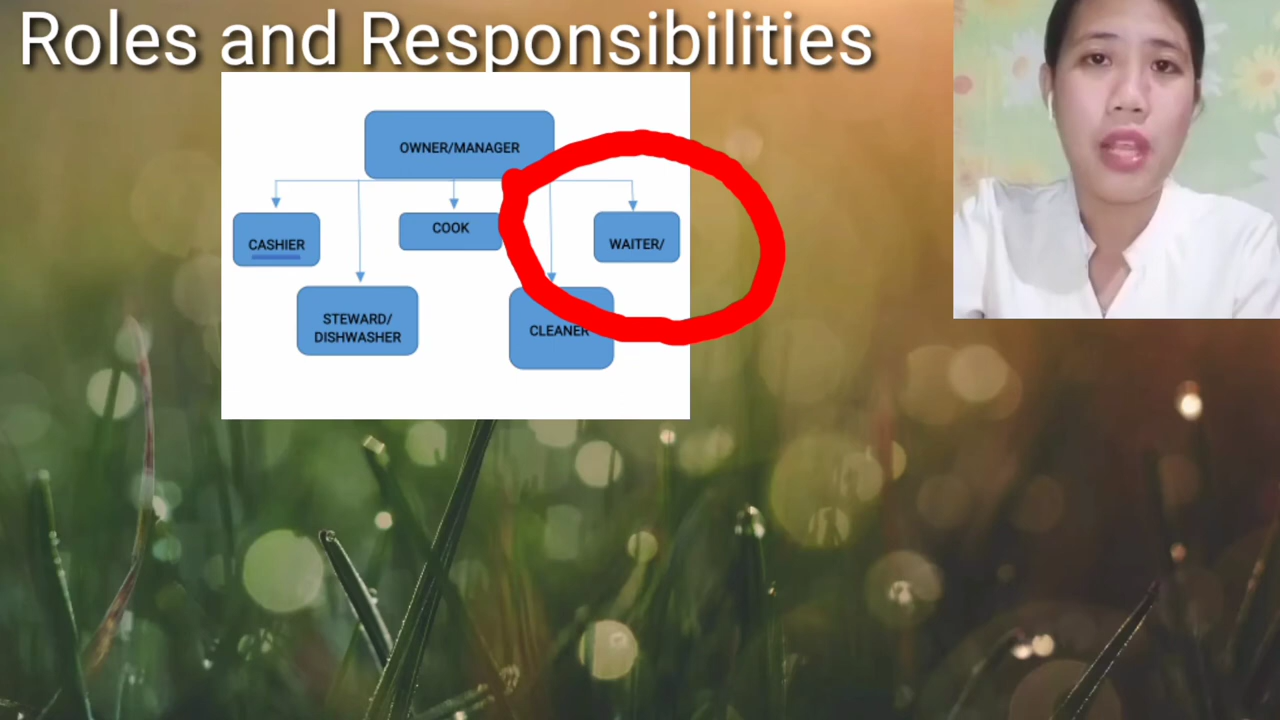 Roles and Responsibilities
OWNER/MANAGER
CASHIER
COOK
WAITER/
STEWARD/
DISHWASHER
CLEANER